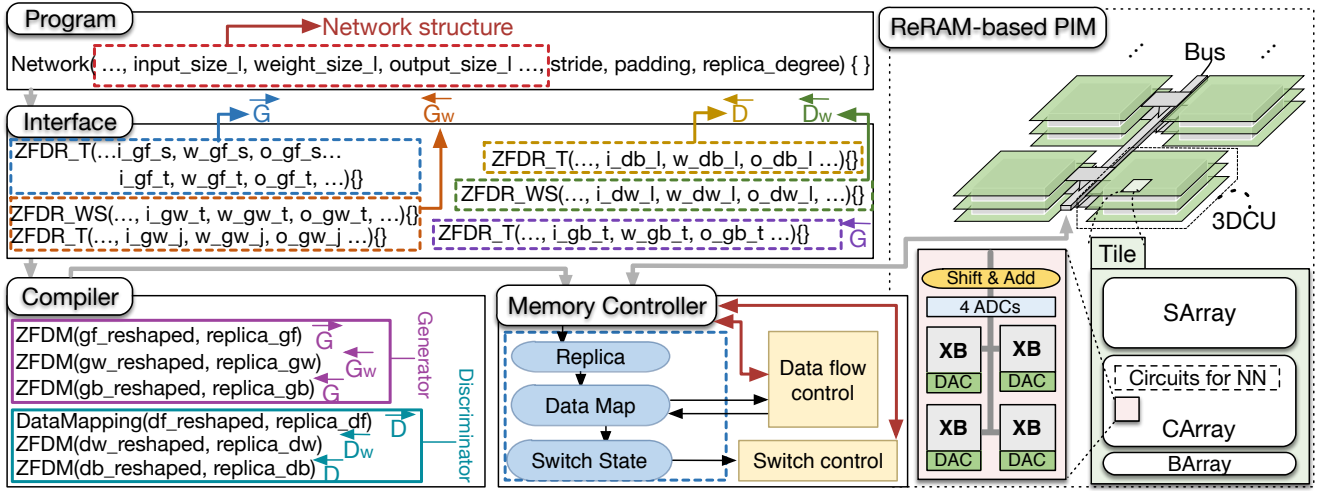 Program
Network structure
Network( ..., input_size_l, weight_size_l, output_size_l ..., stride, padding, replica_degree) { }
Interface
G
Gw
D
Dw
ZFDR_T(...i_gf_s, w_gf_s, o_gf_s...
i_gf_t, w_gf_t, o_gf_t, ...){}
ZFDR_WS(..., i_gw_t, w_gw_t, o_gw_t, ...){}
ZFDR_T(..., i_gw_j, w_gw_j, o_gw_j ...){}
ZFDR_T(..., i_db_l, w_db_l, o_db_l ...){}
ZFDR_WS(..., i_dw_l, w_dw_l, o_dw_l, ...){}
ZFDR_T(..., i_gb_t, w_gb_t, o_gb_t ...){}
G
Compiler
ZFDM(gf_reshaped, replica_gf)
G
ZFDM(gw_reshaped, replica_gw)
Gw
ZFDM(gb_reshaped, replica_gb)
G
Generator
DataMapping(df_reshaped, replica_df)
D
ZFDM(dw_reshaped, replica_dw)
Dw
ZFDM(db_reshaped, replica_db)
D
Discriminator
Memory Controller
Replica
Data Map
Switch State
Data flow
control
Switch control
ReRAM-based PIM
Bus
3DCU
Shift & Add
4 ADCs
XB
XB
DAC
DAC
XB
XB
DAC
DAC
Tile
SArray
Circuits for NN
CArray
BArray